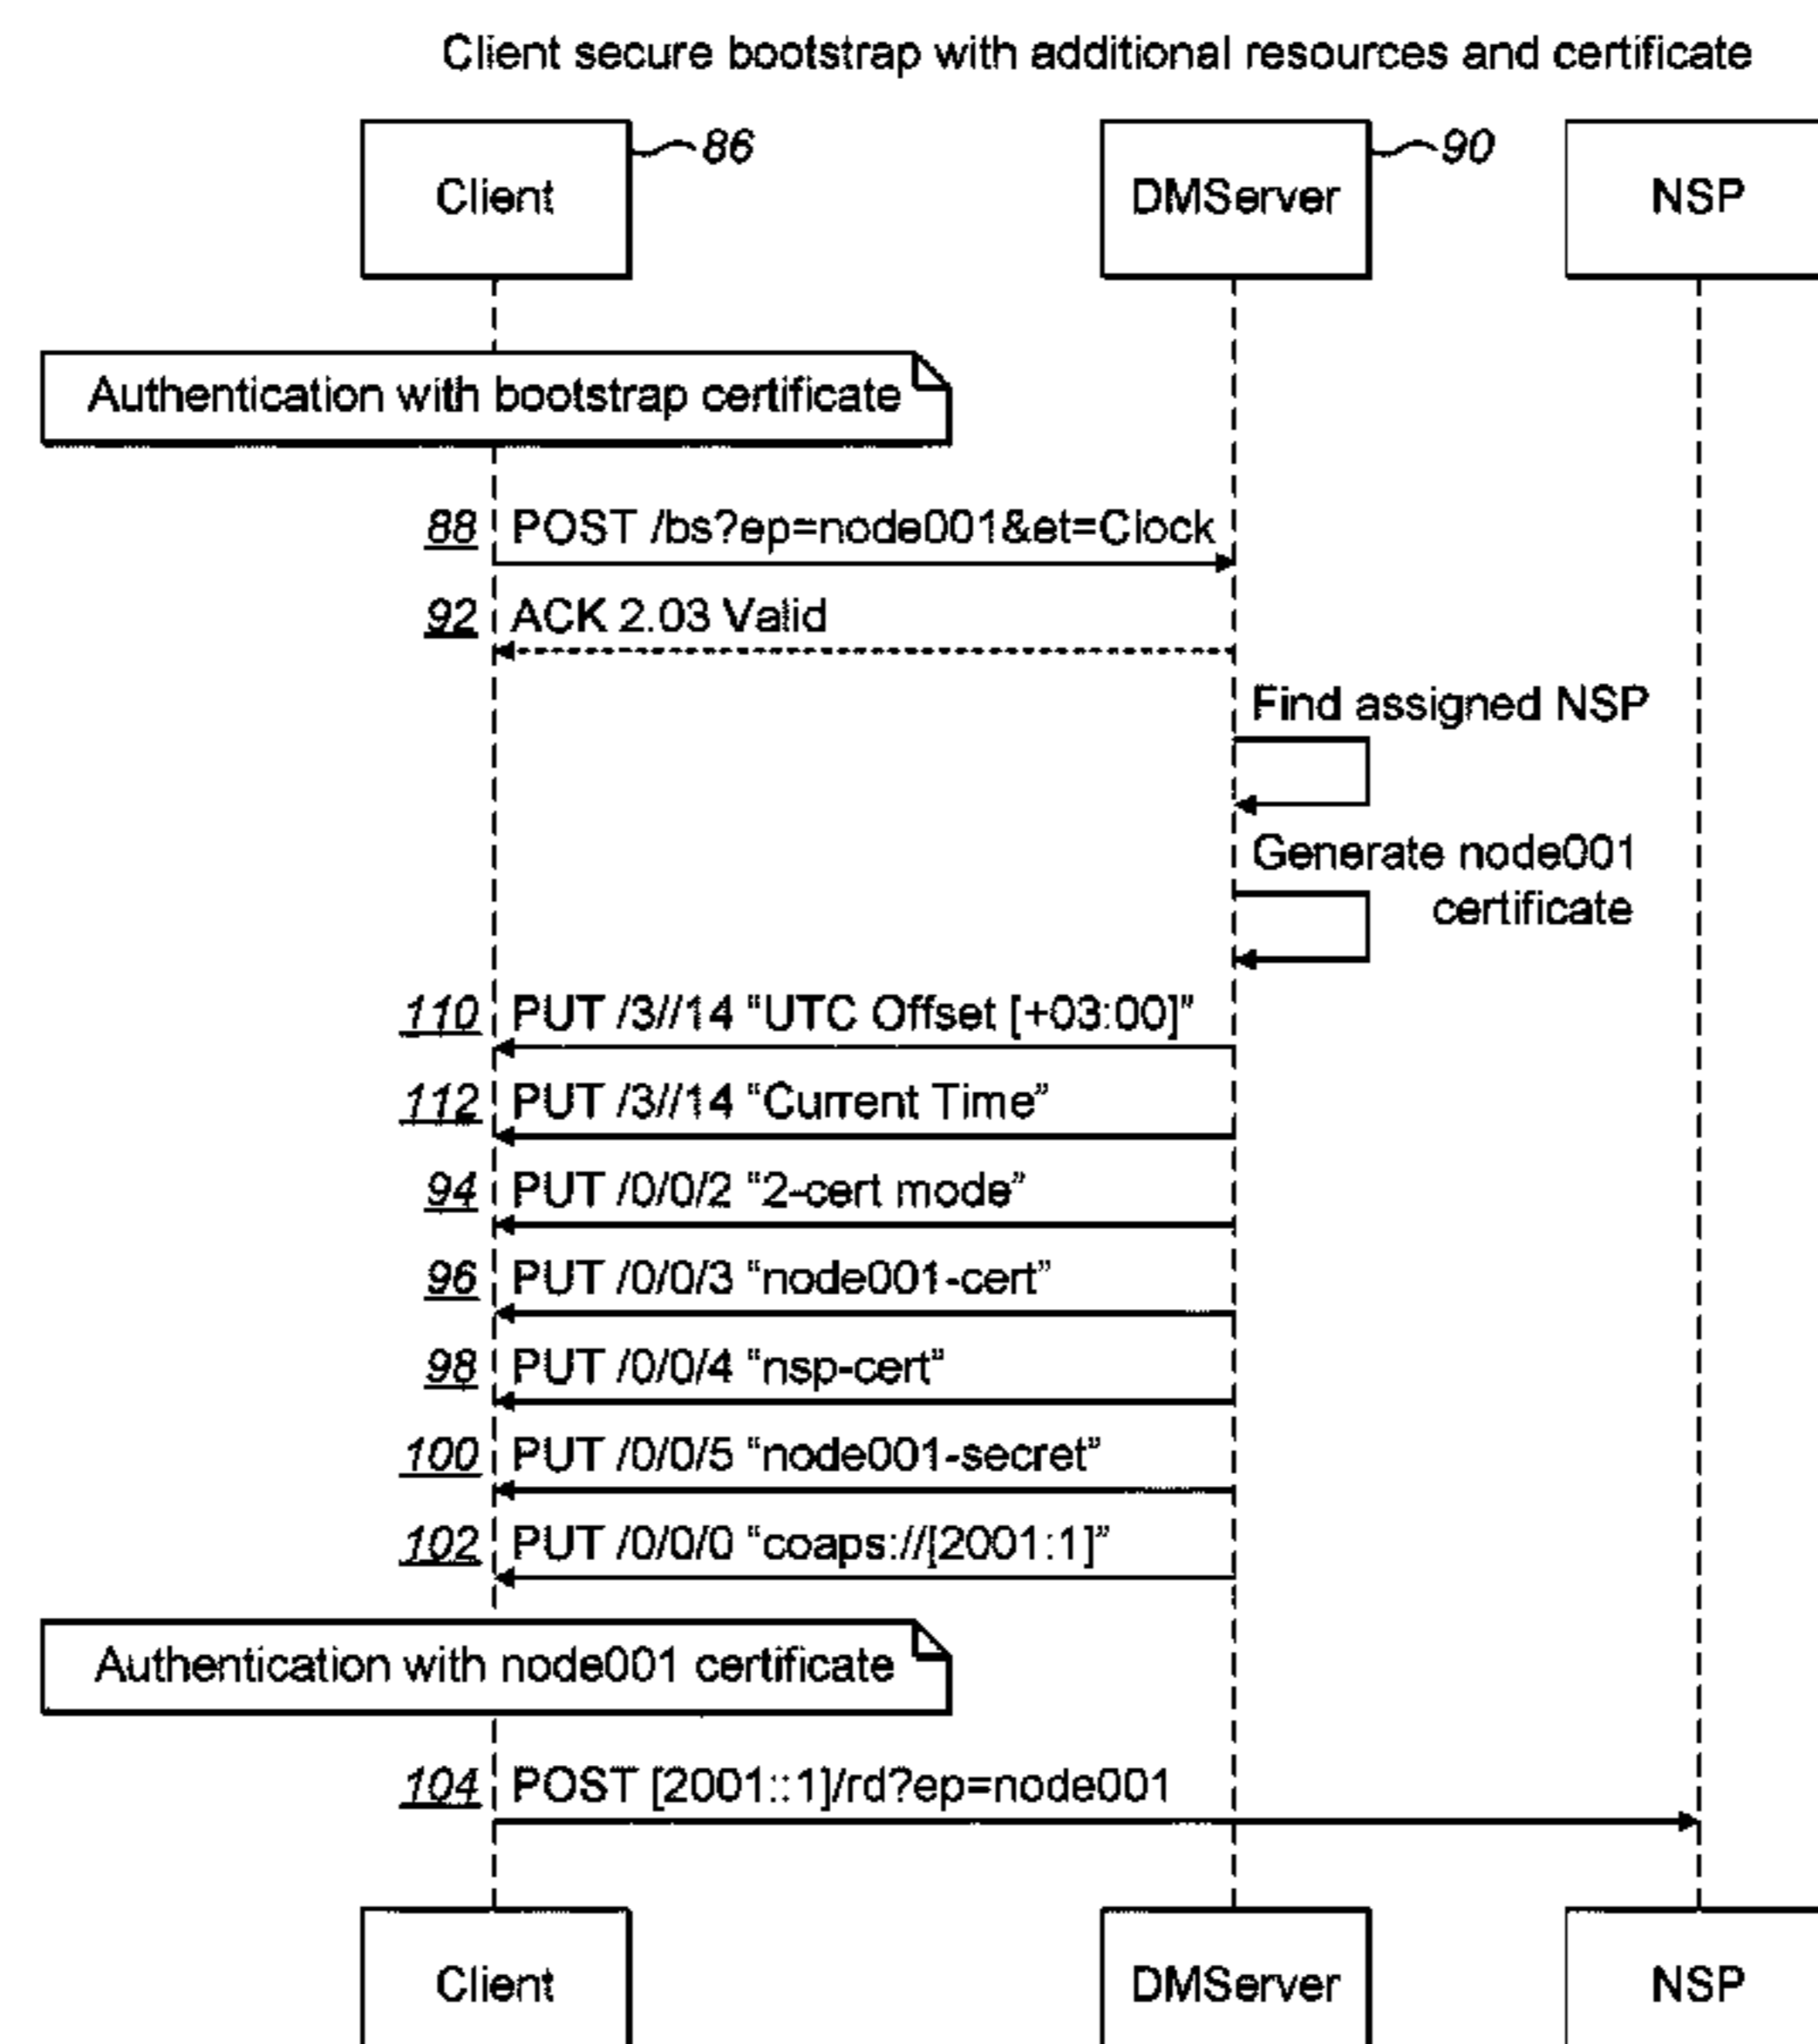 Client secure bootstrap with additional resources and certificate
86
90
Client
DMServer
NSP
Authentication with bootstrap certificate
88 POST /bs?ep=node001&et=Clock
92 ACK 2.03 Valid
Find assigned NSP
Generate node001
certificate
110 PUT /3//14 “UTC Offset [+03:00]”
112 PUT /3//14 “Current Time”
94 PUT /0/0/2 “2-cert mode”
96 PUT /0/0/3 “node001-cert”
98 PUT /0/0/4 “nsp-cert”
100 PUT /0/0/5 “node001-secret”
102 PUT /0/0/0 “coaps://[2001:1]”
Authentication with node001 certificate
104 POST [2001::1]/rd?ep=node001
Client
DMServer
NSP